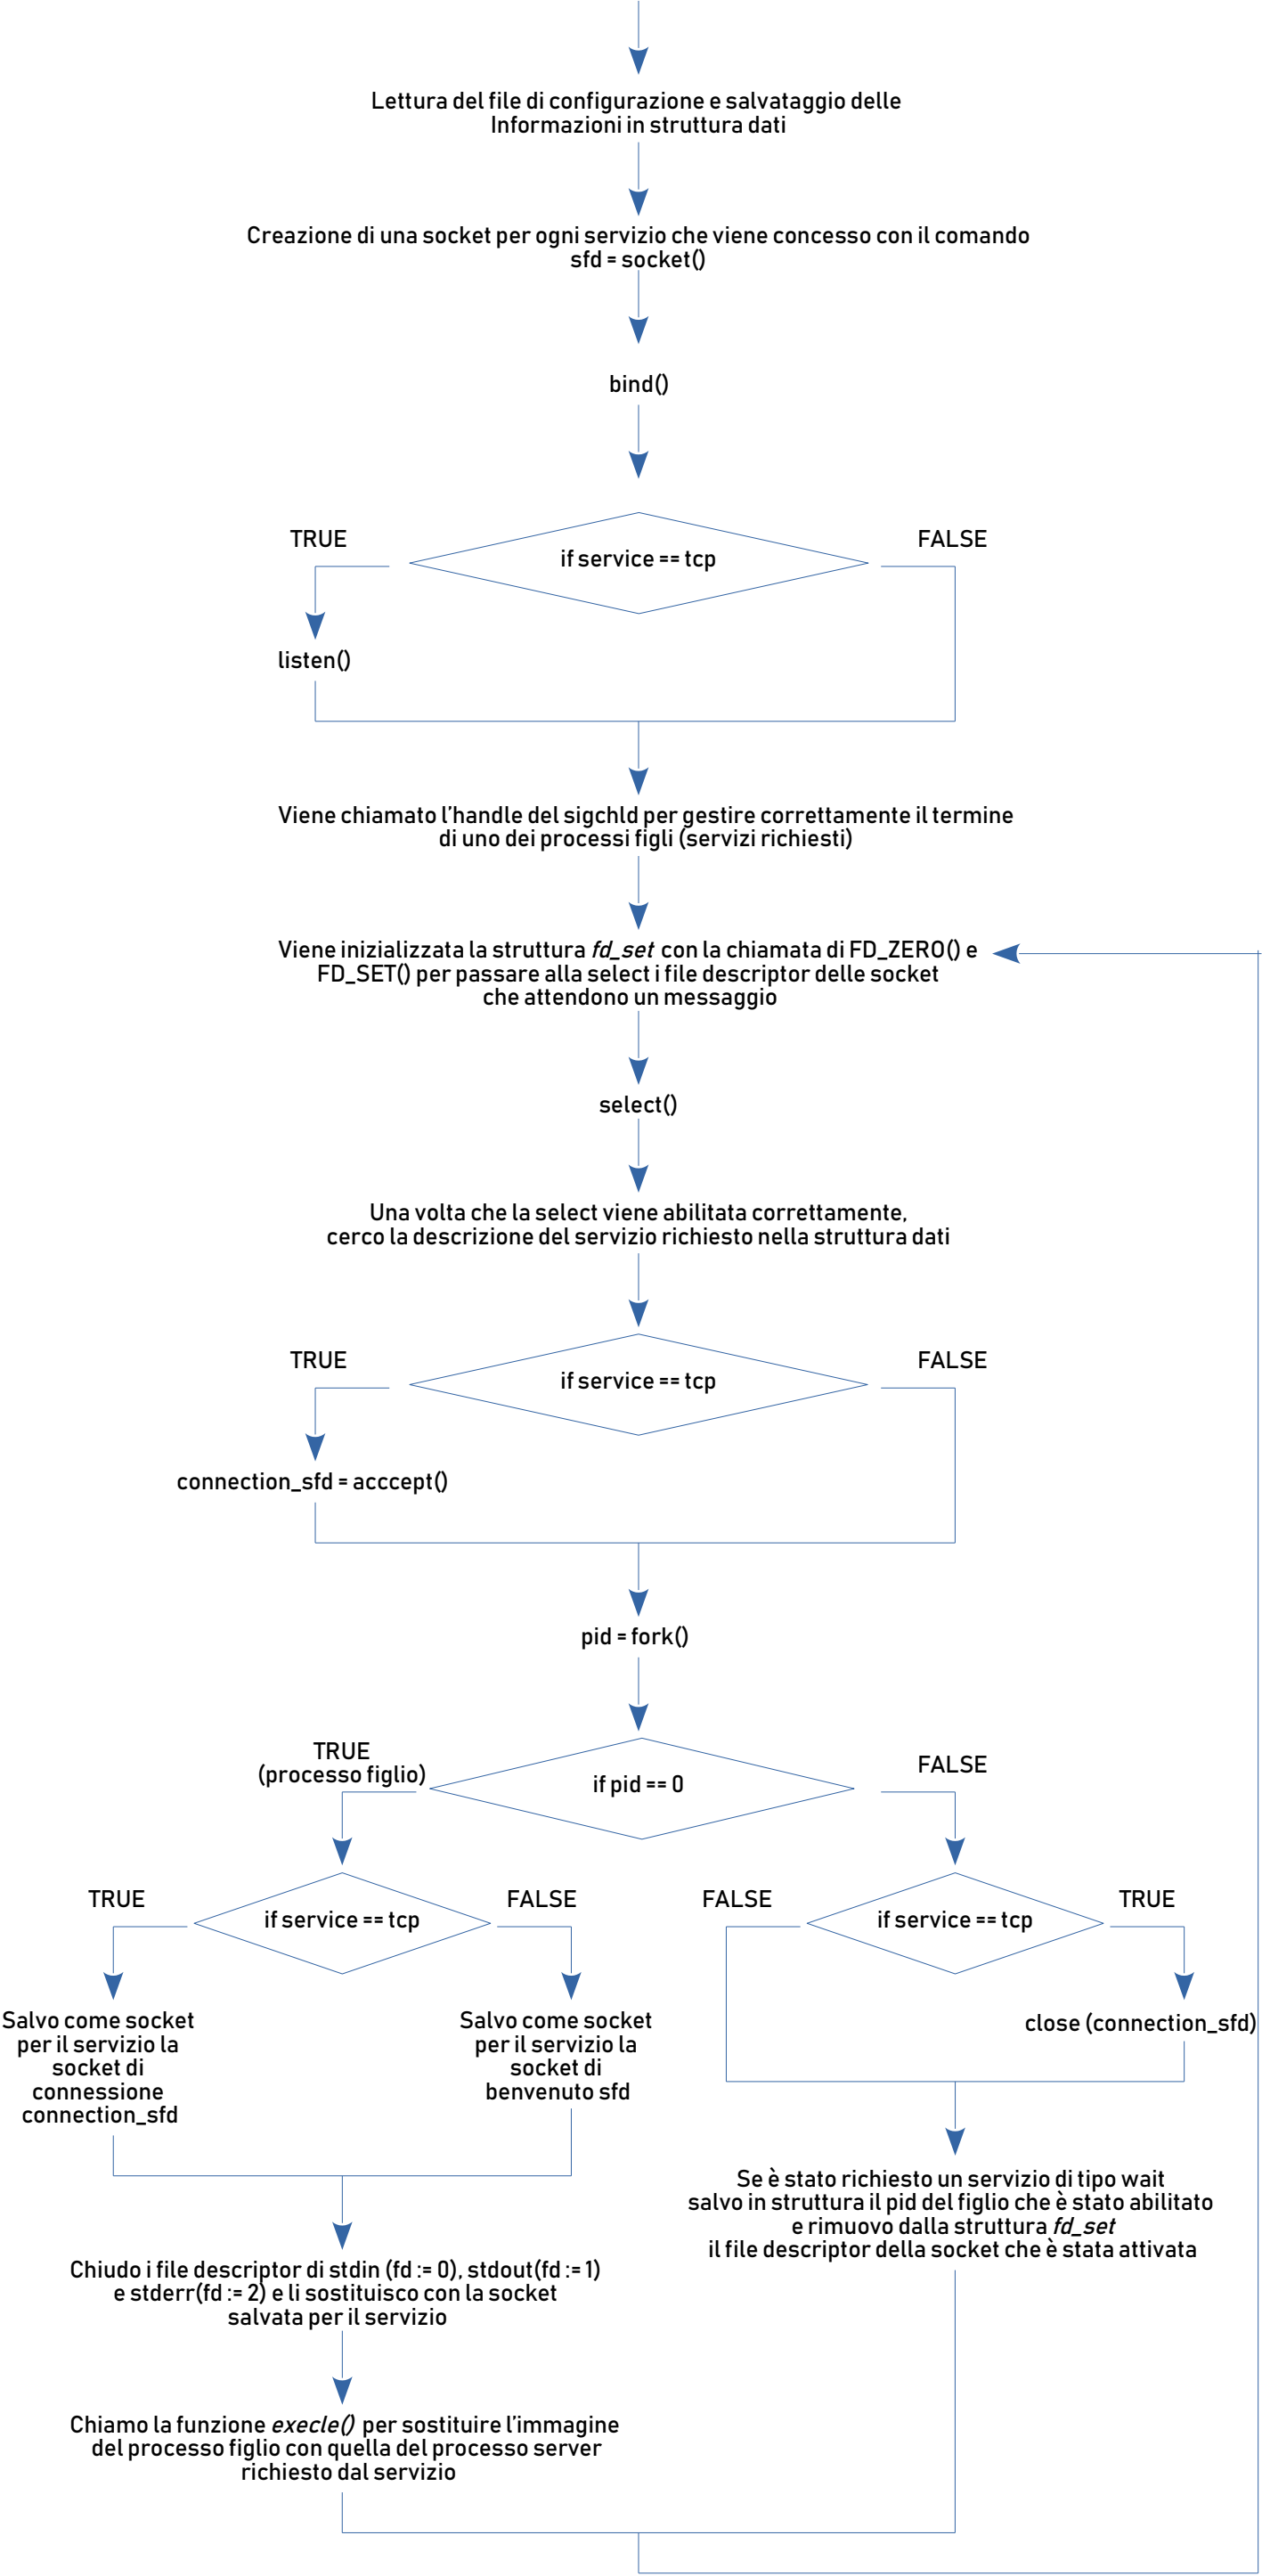 Lettura del file di configurazione e salvataggio delle
Informazioni in struttura dati
Creazione di una socket per ogni servizio che viene concesso con il comando
sfd = socket()
bind()
TRUE
if service == tcp
FALSE
listen()
Viene chiamato l'handle del sigchld per gestire correttamente il termine
di uno dei processi figli (servizi richiesti)
Viene inizializzata la struttura fd_set con la chiamata di FD_ZERO() e
FD_SET() per passare alla select i file descriptor delle socket
che attendono un messaggio
select()
Una volta che la select viene abilitata correttamente,
cerco la descrizione del servizio richiesto nella struttura dati
TRUE
if service == tcp
FALSE
connection_sfd = acccept()
pid = fork()
TRUE
(processo figlio)
if pid == 0
FALSE
TRUE
if service == tcp
FALSE
FALSE
if service == tcp
TRUE
Salvo come socket
per il servizio la
socket di
connessione
connection_sfd
Salvo come socket
per il servizio la
socket di
benvenuto sfd
close (connection_sfd)
Se è stato richiesto un servizio di tipo wait
salvo in struttura il pid del figlio che è stato abilitato
e rimuovo dalla struttura fd_set
il file descriptor della socket che è stata attivata
Chiudo i file descriptor di stdin (fd := 0), stdout(fd := 1)
e stderr(fd := 2) e li sostituisco con la socket
salvata per il servizio
Chiamo la funzione execle() per sostituire l'immagine
del processo figlio con quella del processo server
richiesto dal servizio